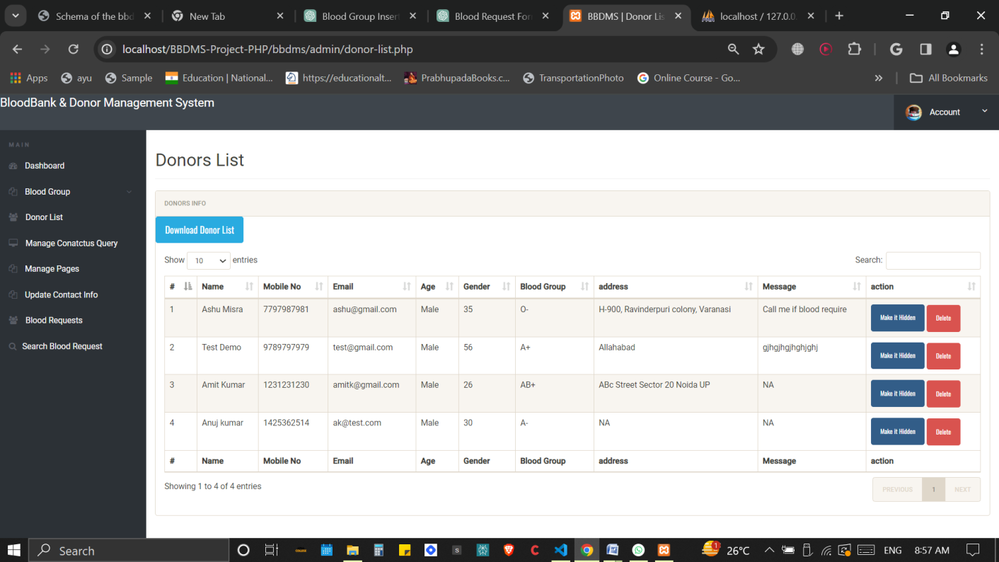 Schema of the bbd
New Tab
Blood Group Inser
Blood Request For
BBDMS | Donor Lis
localhost / 127.0.0
localhost/BBDMS-Project-PHP/bbdms/admin/donor-list.php
Apps ayu Sample Education | National... https://educationalt... PrabhupadaBooks.c... TransportationPhoto Online Course - Go... All Bookmarks
BloodBank & Donor Management System
Account
MAIN
Dashboard
Blood Group
Donor List
Manage Conatctus Query
Manage Pages
Update Contact Info
Blood Requests
Search Blood Request
Donors List
DONORS INFO
Download Donor List
Show 10 entries Search:
# Name Mobile No Email Age Gender Blood Group address Message action
1 Ashu Misra 7797987981 ashu@gmail.com Male 35 O- H-900, Ravinderpuri colony, Varanasi Call me if blood require Make it Hidden Delete
2 Test Demo 9789797979 test@gmail.com Male 56 A+ Allahabad gjhgjhgjhghjghj Make it Hidden Delete
3 Amit Kumar 1231231230 amitk@gmail.com Male 26 AB+ ABc Street Sector 20 Noida UP NA Make it Hidden Delete
4 Anuj kumar 1425362514 ak@test.com Male 30 A- NA NA Make it Hidden Delete
# Name Mobile No Email Age Gender Blood Group address Message action
Showing 1 to 4 of 4 entries PREVIOUS 1 NEXT
Search 1 26°C ENG 8:57 AM